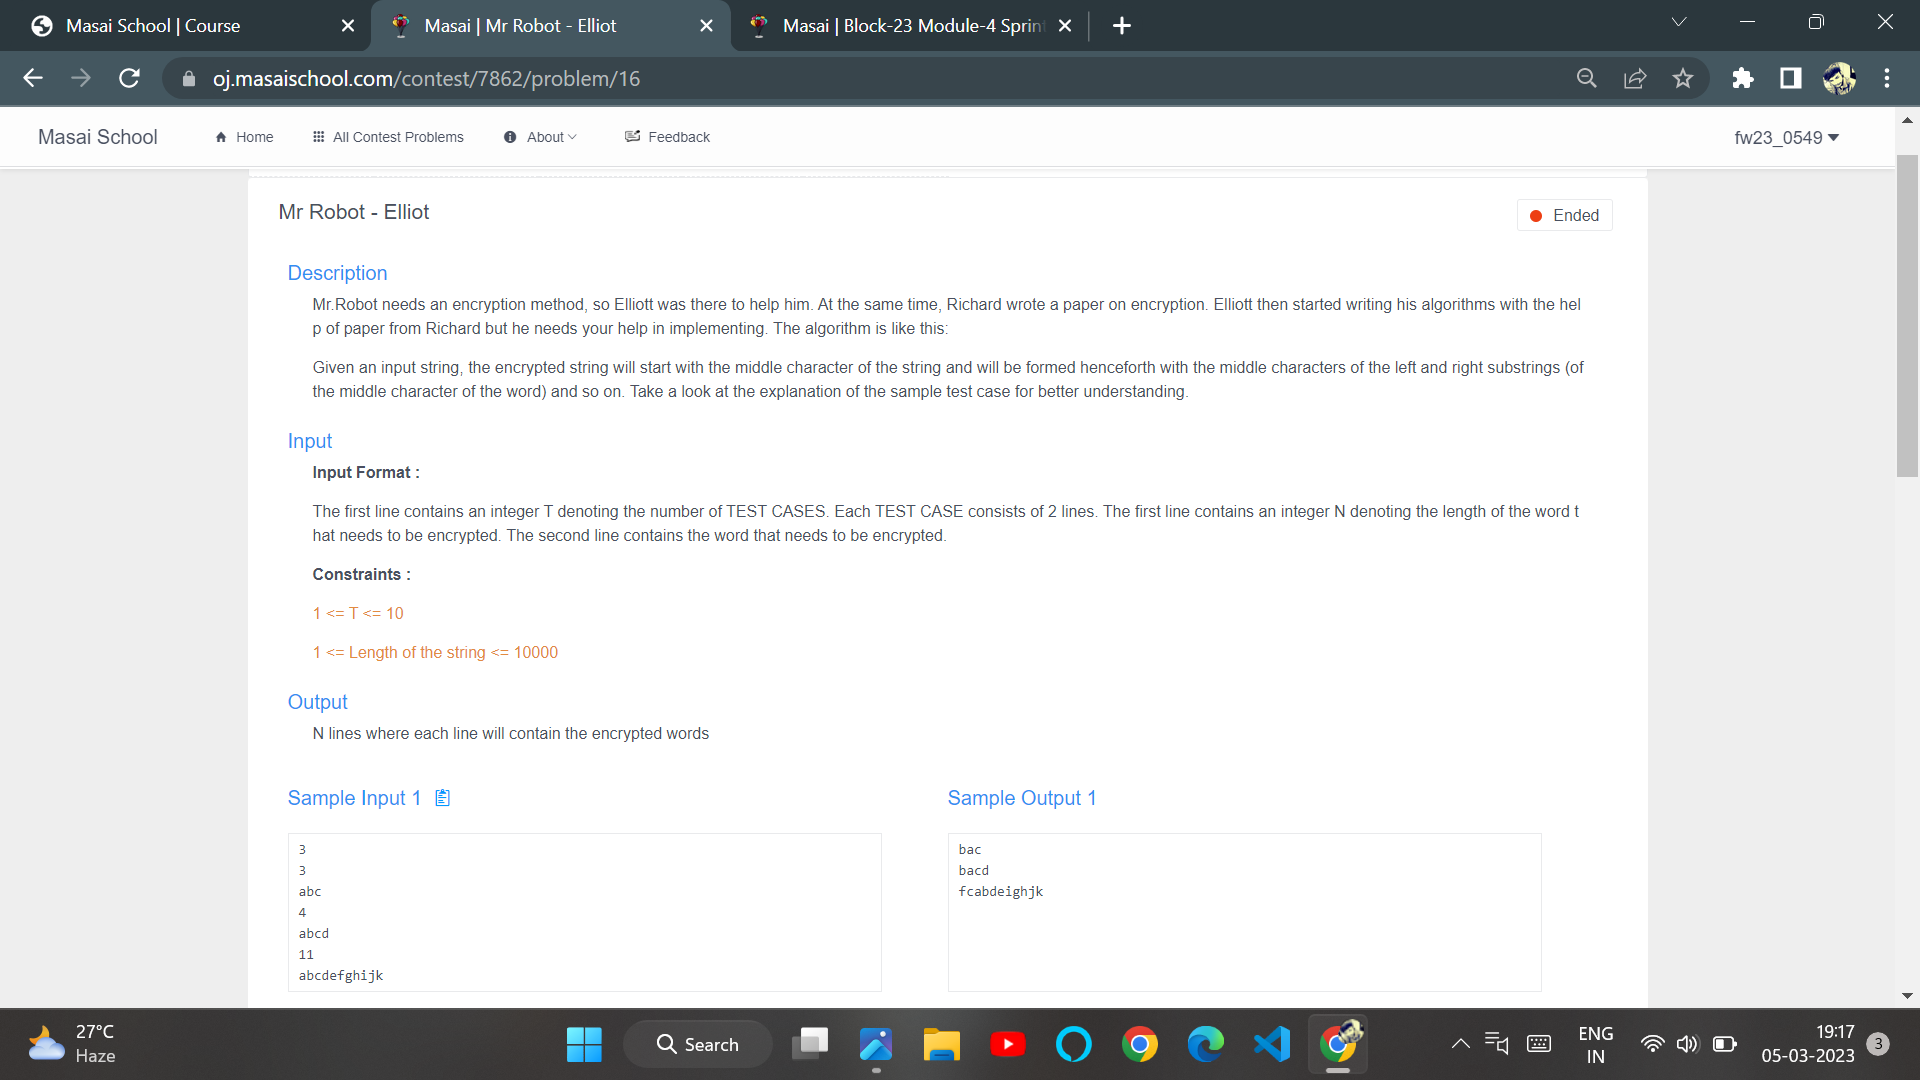 Masai School | Course
Masai | Mr Robot - Elliot
Masai | Block-23 Module-4 Sprin
oj.masaischool.com/contest/7862/problem/16
Masai School
Home
All Contest Problems
About
Feedback
fw23_0549
Mr Robot - Elliot
Ended
Description
Mr.Robot needs an encryption method, so Elliott was there to help him. At the same time, Richard wrote a paper on encryption. Elliott then started writing his algorithms with the hel
p of paper from Richard but he needs your help in implementing. The algorithm is like this:
Given an input string, the encrypted string will start with the middle character of the string and will be formed henceforth with the middle characters of the left and right substrings (of
the middle character of the word) and so on. Take a look at the explanation of the sample test case for better understanding.
Input
Input Format :
The first line contains an integer T denoting the number of TEST CASES. Each TEST CASE consists of 2 lines. The first line contains an integer N denoting the length of the word t
hat needs to be encrypted. The second line contains the word that needs to be encrypted.
Constraints :
1 <= T <= 10
1 <= Length of the string <= 10000
Output
N lines where each line will contain the encrypted words
Sample Input 1
3
3
abc
4
abcd
11
abcdefghijk
Sample Output 1
bac
bacd
fcabdeighjk
27°C
Haze
Search
ENG
IN
19:17
05-03-2023
3